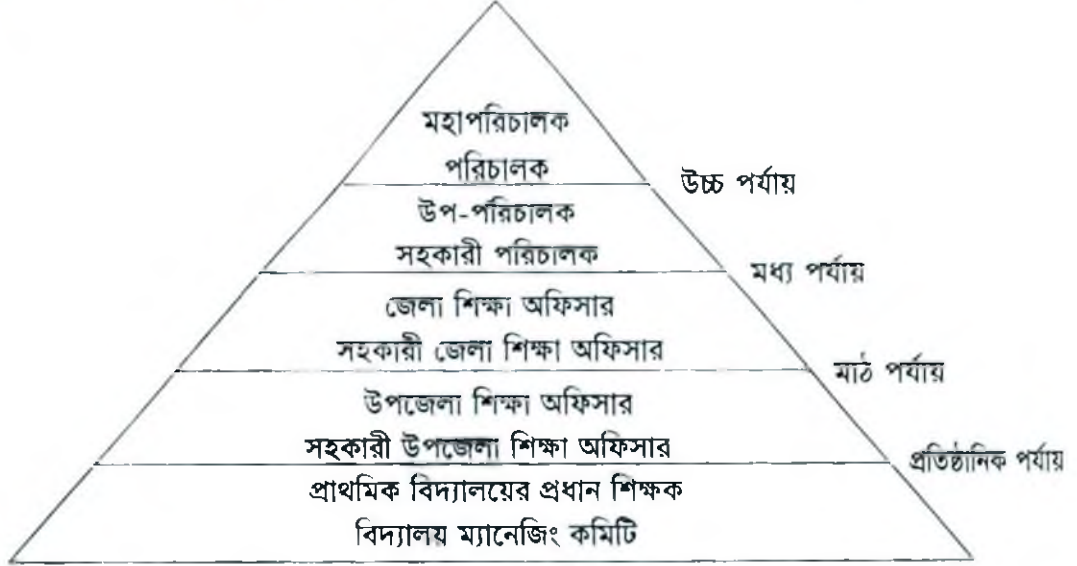 মহাপরিচালক
পরিচালক
উচ্চ পর্যায়
উপ-পরিচালক
সহকারী পরিচালক
মধ্য পর্যায়
জেলা শিক্ষা অফিসার
সহকারী জেলা শিক্ষা অফিসার
মাঠ পর্যায়
উপজেলা শিক্ষা অফিসার
সহকারী উপজেলা শিক্ষা অফিসার
প্রতিষ্ঠানিক পর্যায়
প্রাথমিক বিদ্যালয়ের প্রধান শিক্ষক
বিদ্যালয় ম্যানেজিং কমিটি